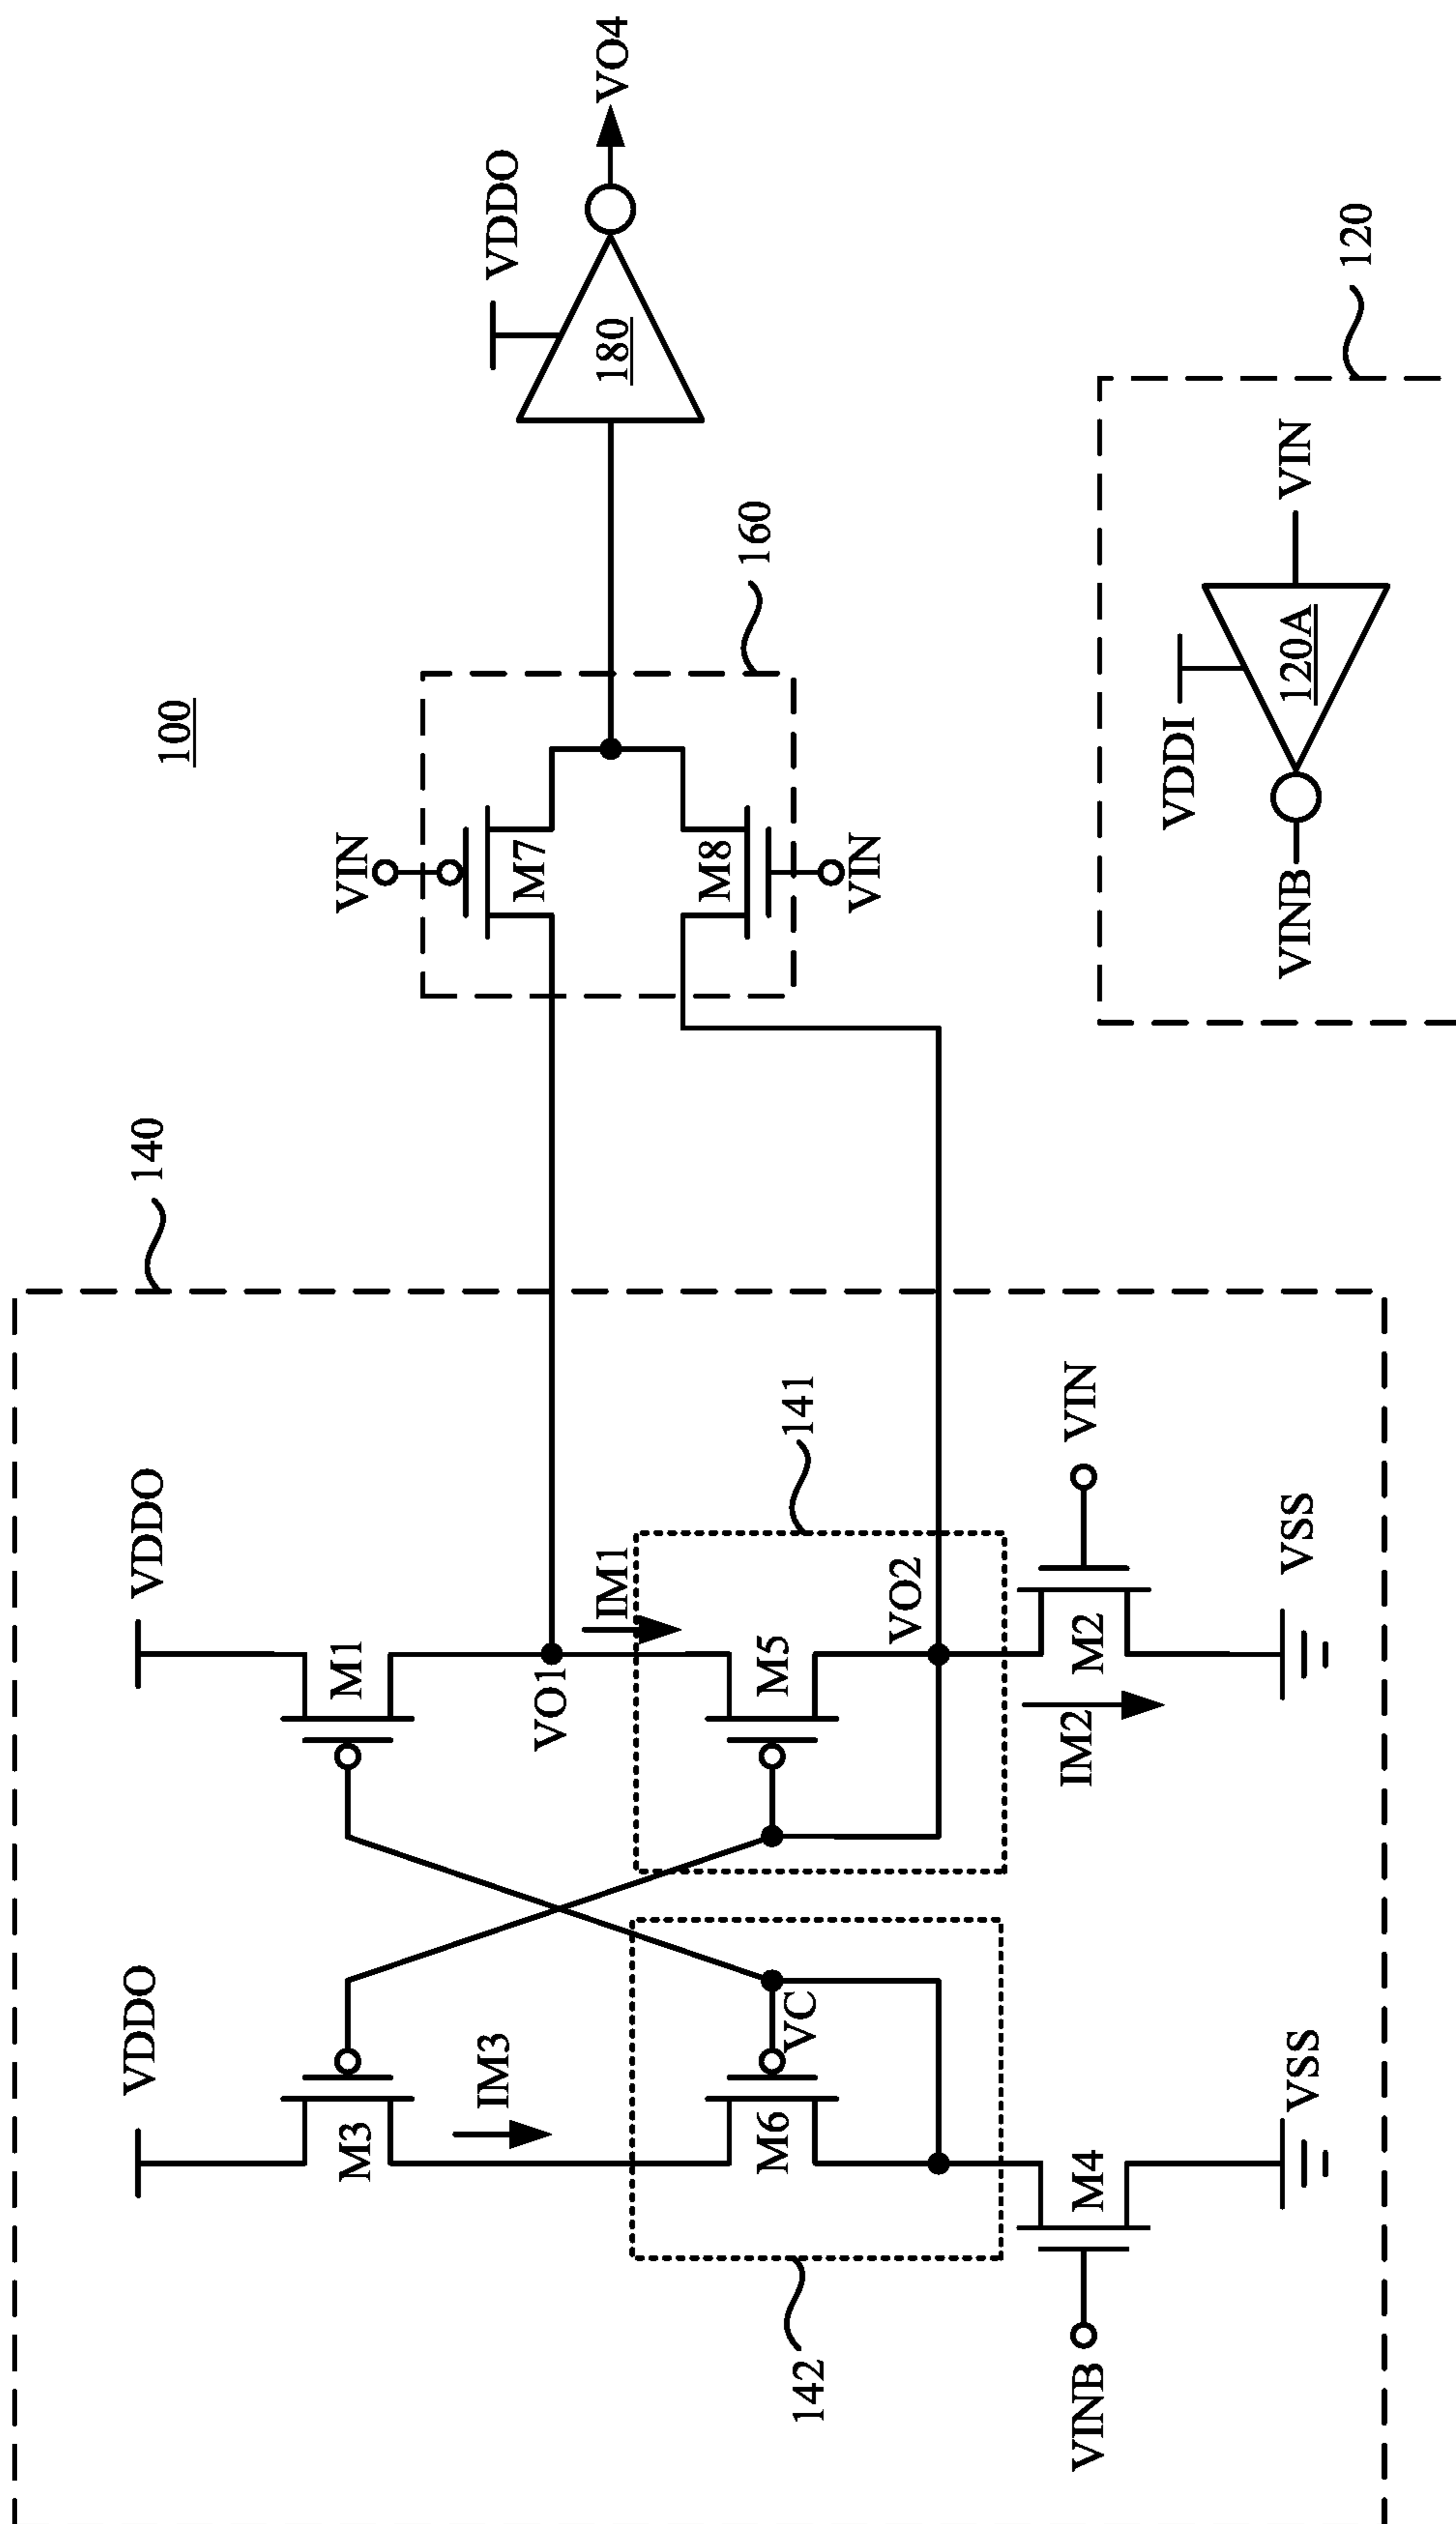 100
140
VDDO
VDDO
M3
M1
IM3
VO1
IM1
141
142
M6
VC
M5
VO2
VINB
M4
IM2
M2
VIN
VSS
VSS
VIN
M7
M8
VIN
160
VDDO
180
VO4
120
VDDI
VINB
120A
VIN